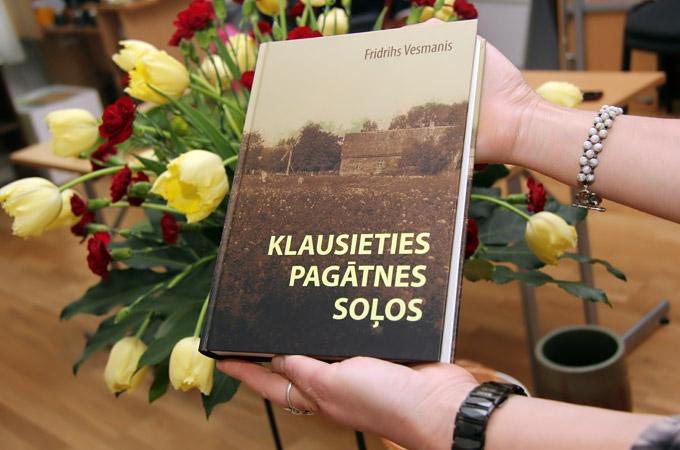 Fridrihs Vesmanis
KLAUSIETIES
PAGĀTNES
SOĻOS